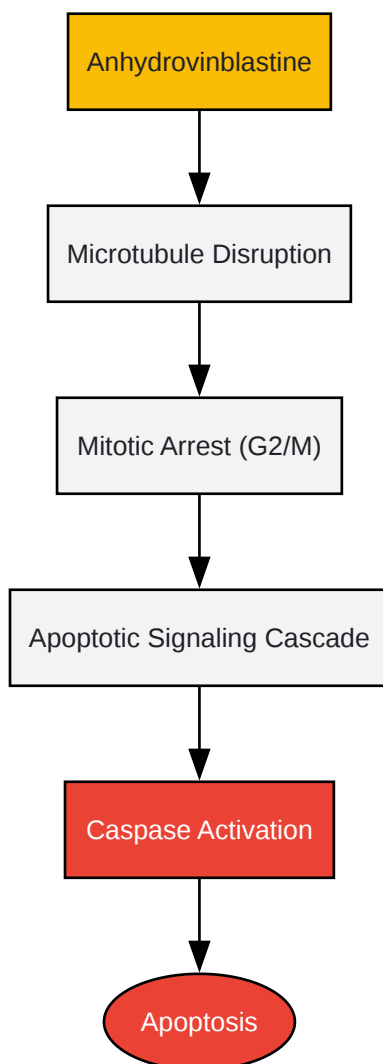 Anhydrovinblastine
Microtubule Disruption
Mitotic Arrest (G2/M)
Apoptotic Signaling Cascade
Caspase Activation
Apoptosis